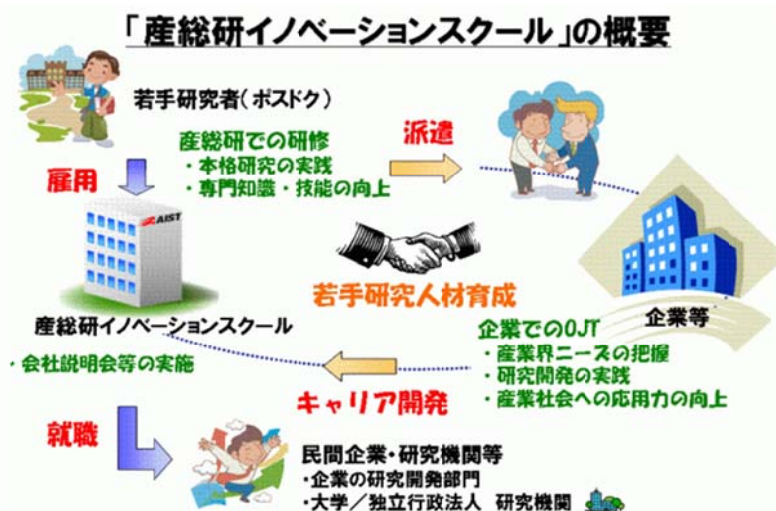 「産総研イノベーションスクール」の概要
若手研究者（ポスドク）
産総研での研修
・本格研究の実践
・専門知識・技能の向上
派遣
雇用
AIST
若手研究人材育成
産総研イノベーションスクール
企業等
・会社説明会等の実施
企業でのOJT
・産業界ニーズの把握
・研究開発の実践
・産業社会への応用力の向上
キャリア開発
就職
民間企業・研究機関等
・企業の研究開発部門
・大学／独立行政法人　研究機関